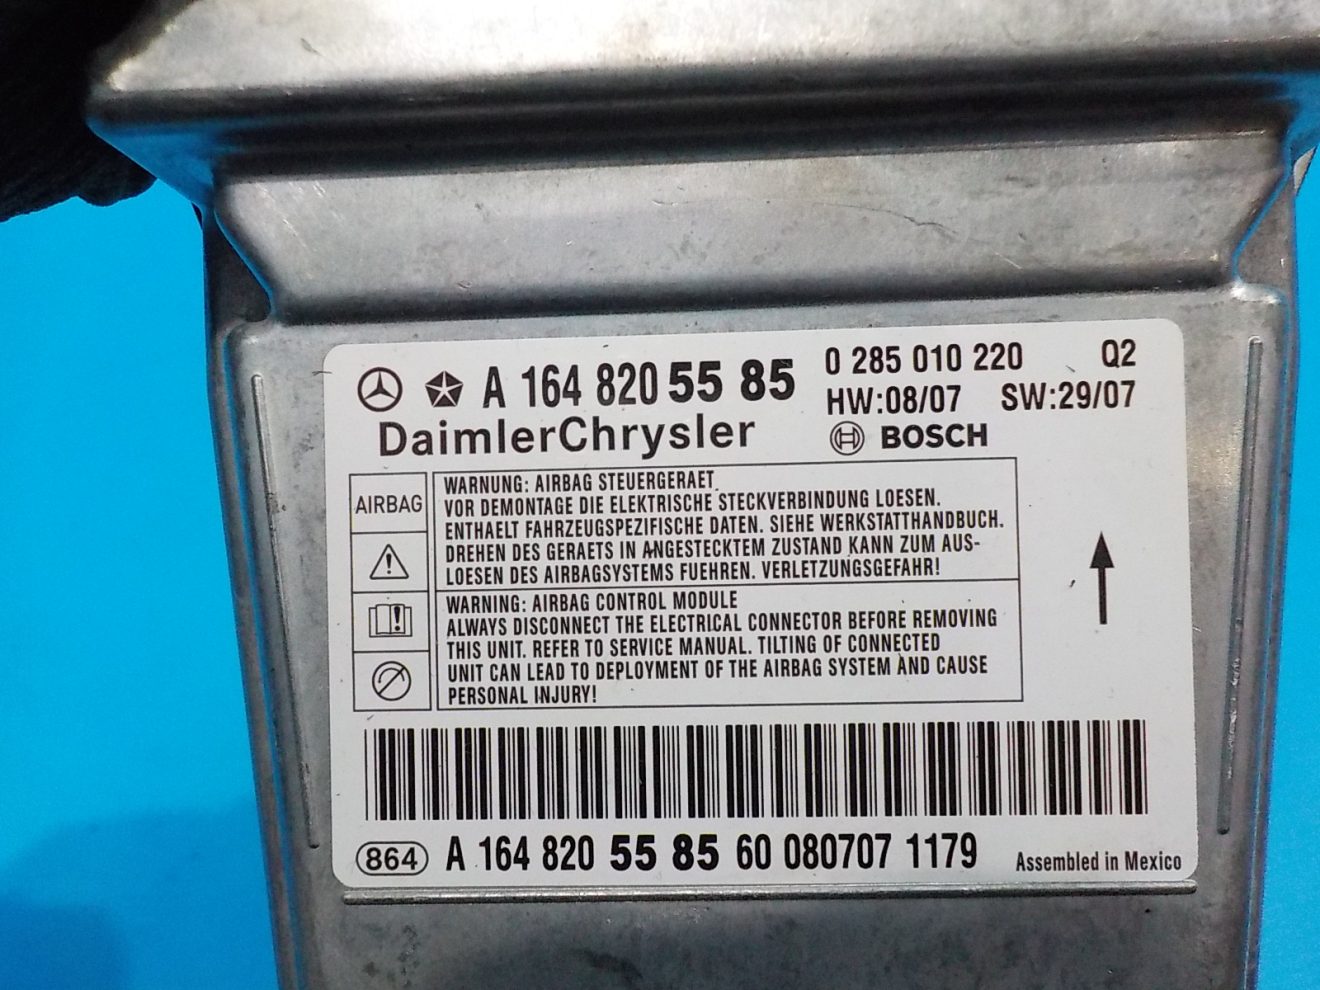 A 164 820 55 85
0 285 010 220 Q2
HW:08/07 SW:29/07
DaimlerChrysler
BOSCH
AIRBAG
WARNUNG: AIRBAG STEUERGERAET
VOR DEMONTAGE DIE ELEKTRISCHE STECKVERBINDUNG LOESEN.
ENTHAELT FAHRZEUGSPEZIFISCHE DATEN. SIEHE WERKSTATTHANDBUCH.
DREHEN DES GERAETS IN ANGESTECKTEM ZUSTAND KANN ZUM AUS-
LOESEN DES AIRBAGSYSTEMS FUEHREN. VERLETZUNGSGEFAHR!
WARNING: AIRBAG CONTROL MODULE
ALWAYS DISCONNECT THE ELECTRICAL CONNECTOR BEFORE REMOVING
THIS UNIT. REFER TO SERVICE MANUAL. TILTING OF CONNECTED
UNIT CAN LEAD TO DEPLOYMENT OF THE AIRBAG SYSTEM AND CAUSE
PERSONAL INJURY!
864 A 164 820 55 85 60 080707 1179 Assembled in Mexico